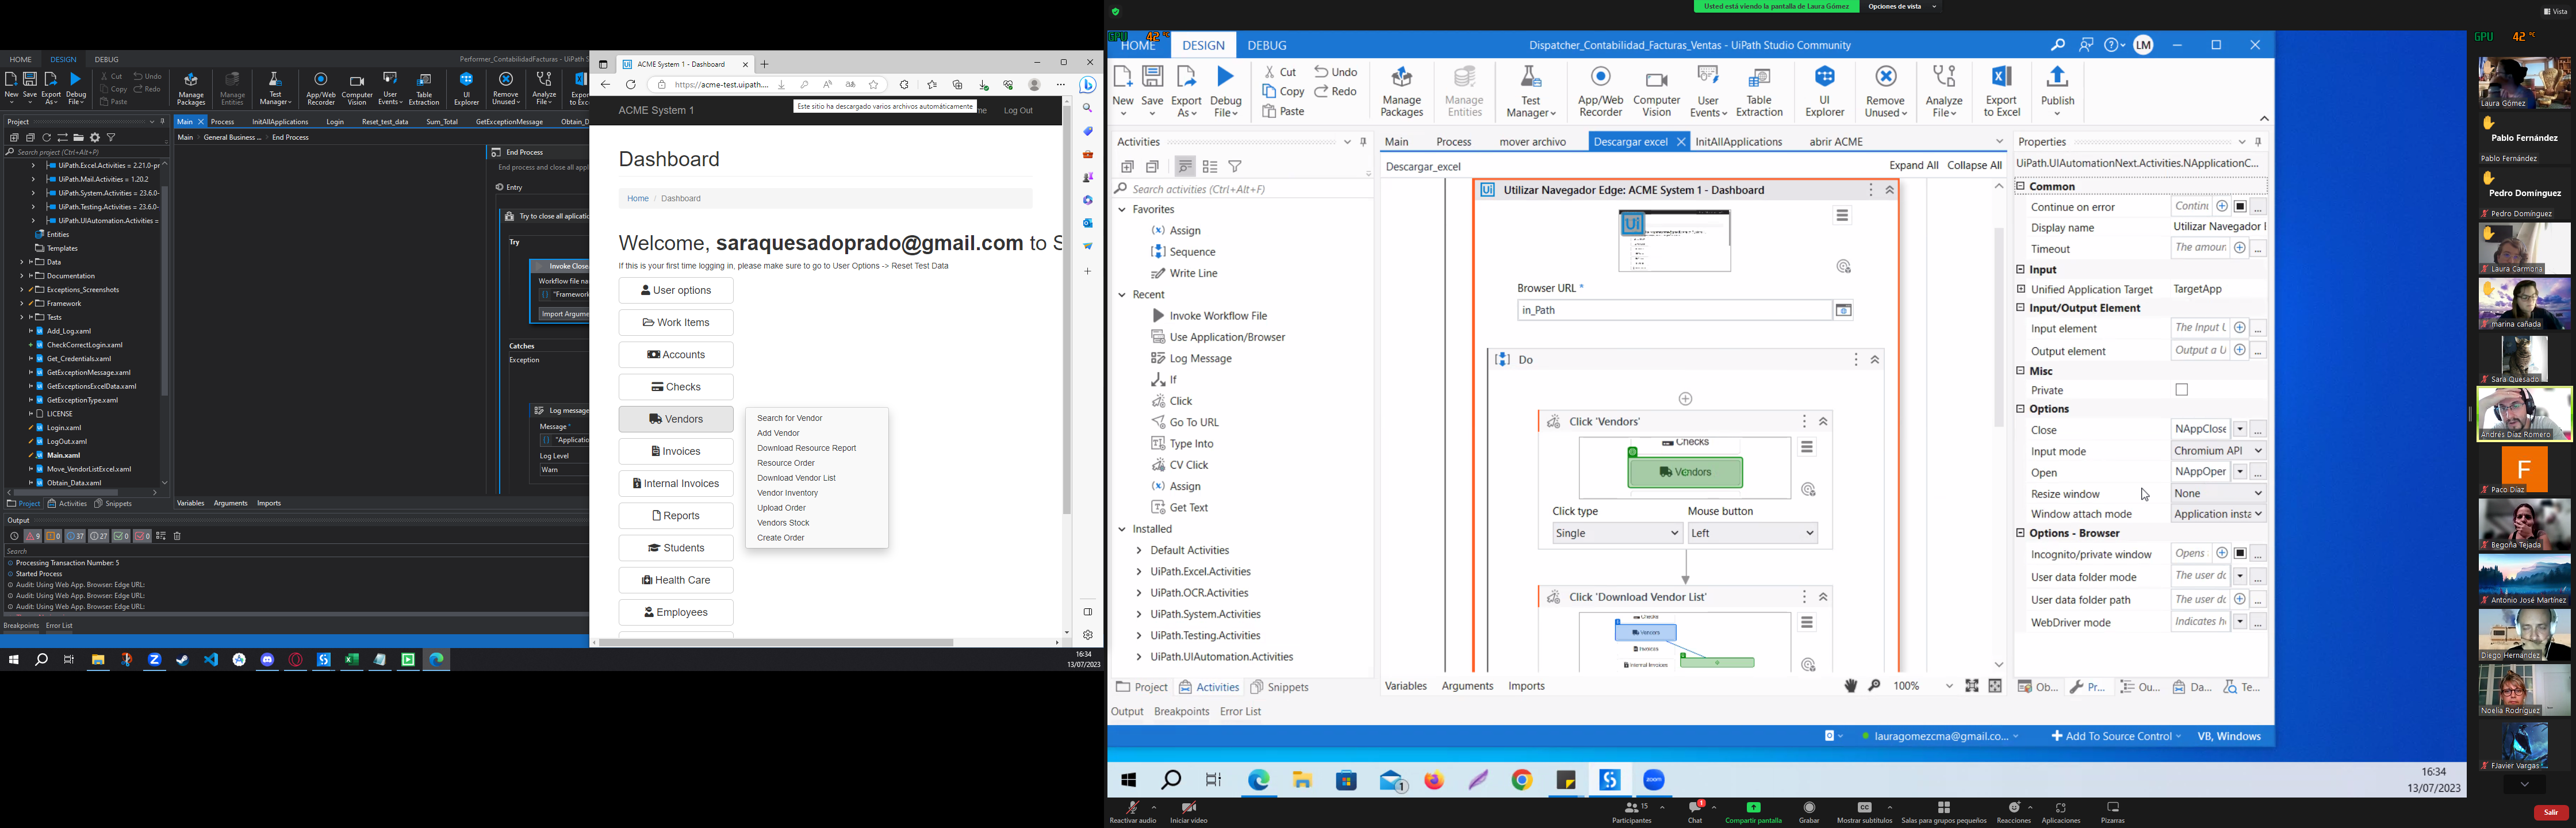 HOME DESIGN DEBUG
Performer_ContabilidadFacturas - UiPath S
New Save Export As Debug File
Cut Undo
Copy Redo
Paste
Manage Packages
Manage Entities
Test Manager
App/Web Recorder
Computer Vision
User Events
Table Extraction
UI Explorer
Remove Unused
Analyze File
Export to Exce
Project
Search project (Ctrl+Alt+P)
UiPath.Excel.Activities = 2.21.0-pr
UiPath.Mail.Activities = 1.20.2
UiPath.System.Activities = 23.6.0-
UiPath.Testing.Activities = 23.6.0-
UiPath.UIAutomation.Activities =
Entities
Templates
Data
Documentation
Exceptions_Screenshots
Framework
Tests
Add_Log.xaml
CheckCorrectLogin.xaml
Get_Credentials.xaml
GetExceptionMessage.xaml
GetExceptionsExcelData.xaml
GetExceptionType.xaml
LICENSE
Login.xaml
LogOut.xaml
Main.xaml
Move_VendorListExcel.xaml
Obtain_Data.xaml
Project Activities Snippets
Main Process InitAllApplications Login Reset_test_data Sum_Total GetExceptionMessage Obtain_D
Main > General Business ... > End Process
End Process
End process and close all appl
Entry
Try to close all aplicatio
Try
Invoke Close
Workflow file na
"Framework
Import Argume
Catches
Exception
Log message
Message *
"Applicatio
Log Level
Warn
Variables Arguments Imports
Output
9 0 37 27 0 0
Search
Processing Transaction Number: 5
Started Process
Audit: Using Web App. Browser: Edge URL:
Audit: Using Web App. Browser: Edge URL:
Audit: Using Web App. Browser: Edge URL:
Breakpoints Error List
16:34
13/07/2023
ACME System 1 - Dashboard
https://acme-test.uipath....
Este sitio ha descargado varios archivos automáticamente
ACME System 1
me Log Out
Dashboard
Home / Dashboard
Welcome, saraquesadoprado@gmail.com to S
If this is your first time logging in, please make sure to go to User Options -> Reset Test Data
User options
Work Items
Accounts
Checks
Vendors
Invoices
Internal Invoices
Reports
Students
Health Care
Employees
Search for Vendor
Add Vendor
Download Resource Report
Resource Order
Download Vendor List
Vendor Inventory
Upload Order
Vendors Stock
Create Order
Usted está viendo la pantalla de Laura Gómez Opciones de vista
Vista
GPU 42 °C
HOME DESIGN DEBUG
Dispatcher_Contabilidad_Facturas_Ventas - UiPath Studio Community
LM
New Save Export As Debug File
Cut Undo
Copy Redo
Paste
Manage Packages
Manage Entities
Test Manager
App/Web Recorder
Computer Vision
User Events
Table Extraction
UI Explorer
Remove Unused
Analyze File
Export to Excel
Publish
Activities
Search activities (Ctrl+Alt+F)
Favorites
Assign
Sequence
Write Line
Recent
Invoke Workflow File
Use Application/Browser
Log Message
If
Click
Go To URL
Type Into
CV Click
Assign
Get Text
Installed
Default Activities
UiPath.Excel.Activities
UiPath.OCR.Activities
UiPath.System.Activities
UiPath.Testing.Activities
UiPath.UIAutomation.Activities
Project Activities Snippets
Output Breakpoints Error List
Main Process mover archivo Descargar excel InitAllApplications abrir ACME
Descargar_excel
Expand All Collapse All
Utilizar Navegador Edge: ACME System 1 - Dashboard
Browser URL *
in_Path
Do
Click 'Vendors'
Checks
Vendors
Click type Mouse button
Single Left
Click 'Download Vendor List'
Checks
Vendors
Invoices
Internal Invoices
Variables Arguments Imports
100%
Properties
UiPath.UIAutomationNext.Activities.NApplicationC...
Common
Continue on error Continu
Display name Utilizar Navegador I
Timeout The amoun
Input
Unified Application Target TargetApp
Input/Output Element
Input element The Input U
Output element Output a U
Misc
Private
Options
Close NAppClose
Input mode Chromium API
Open NAppOper
Resize window None
Window attach mode Application insta
Options - Browser
Incognito/private window Opens
User data folder mode The user da
User data folder path The user da
WebDriver mode Indicates h
Ob... Pr... Ou... Da... Te...
lauragomezcma@gmail.co... Add To Source Control VB, Windows
16:34
13/07/2023
Reactivar audio
Iniciar video
Participantes 15
Chat 1
Compartir pantalla
Grabar
Mostrar subtítulos
Salas para grupos pequeños
Reacciones
Aplicaciones
Pizarras
Salir
GPU 42 °C
Laura Gómez
Pablo Fernández
Pablo Fernández
Pedro Domínguez
Pedro Domínguez
Laura Carmona
marina cañada
Sara Quesado
Andrés Díaz Romero
F
Paco Díaz
Begoña Tejada
Antonio José Martínez
Diego Hernández
Noelia Rodríguez
FJavier Vargas